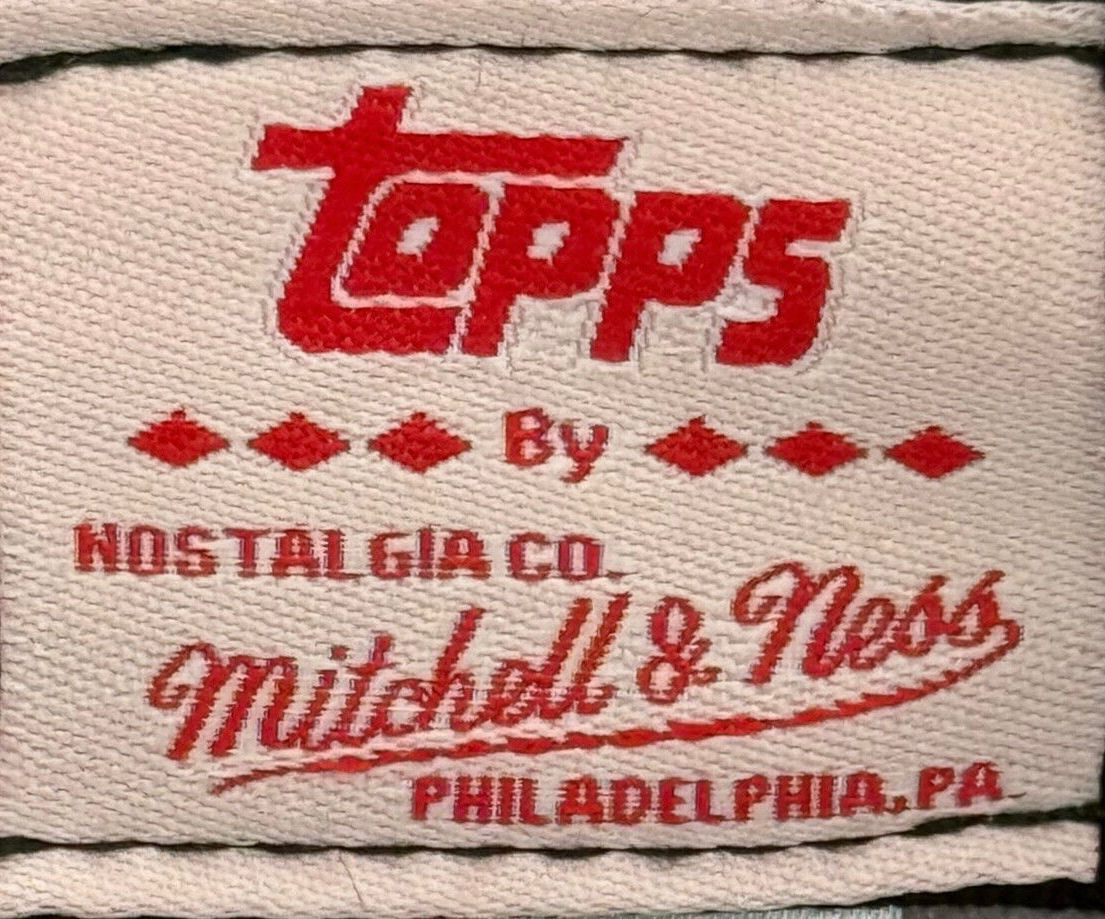 topps
By
NOSTALGIA CO.
Mitchell & Ness
PHILADELPHIA, PA.